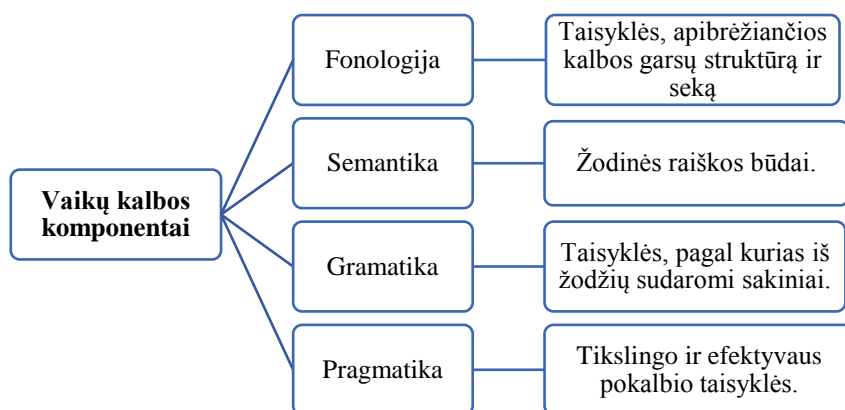 Vaikų kalbos
komponentai
Fonologija
Taisyklės, apibrėžiančios
kalbos garsų struktūrą ir
seką
Semantika
Žodinės raiškos būdai.
Gramatika
Taisyklės, pagal kurias iš
žodžių sudaromi sakiniai.
Pragmatika
Tikslingo ir efektyvaus
pokalbio taisyklės.